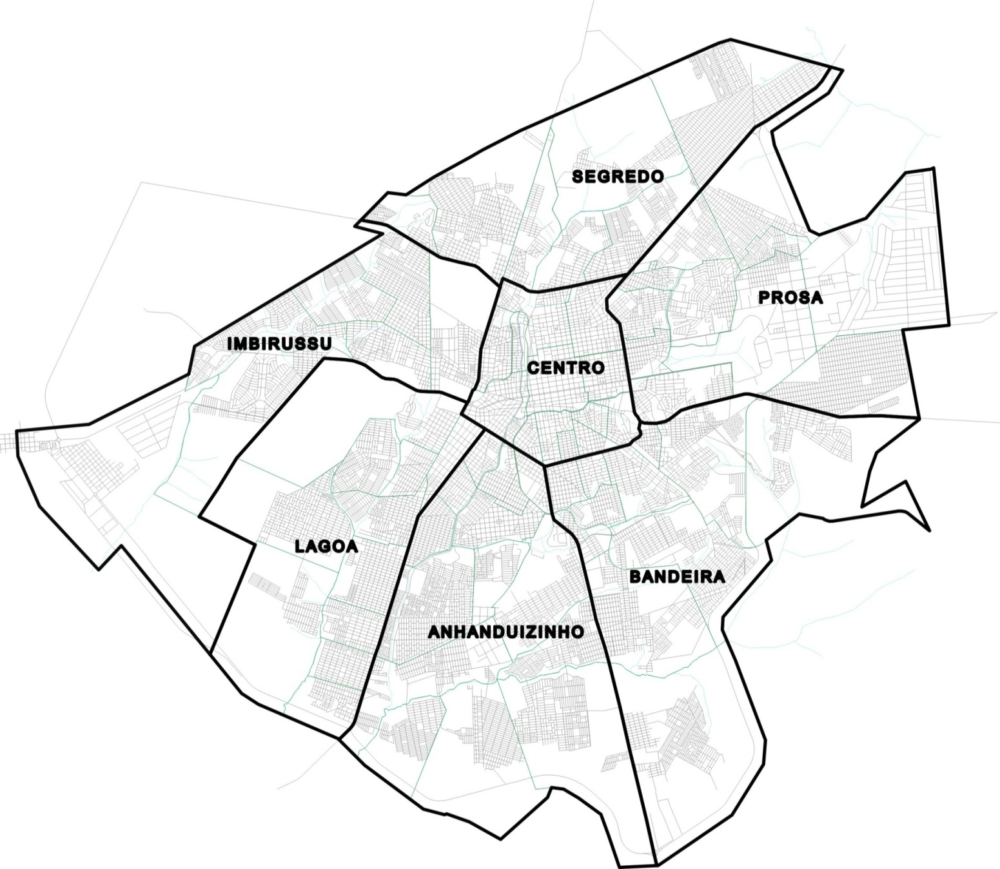 SEGREDO
PROSA
IMBIRUSSU
CENTRO
LAGOA
BANDEIRA
ANHANDUIZINHO